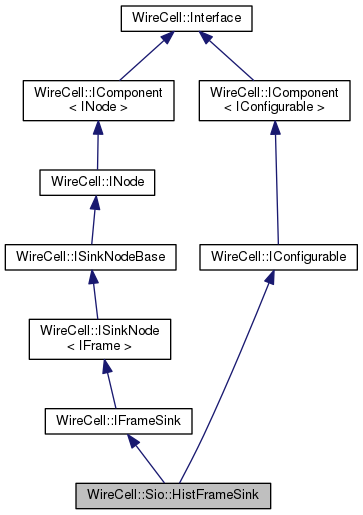 WireCell::Interface
WireCell::IComponent
< INode >
WireCell::IComponent
< IConfigurable >
WireCell::INode
WireCell::ISinkNodeBase
WireCell::IConfigurable
WireCell::ISinkNode
< IFrame >
WireCell::IFrameSink
WireCell::Sio::HistFrameSink